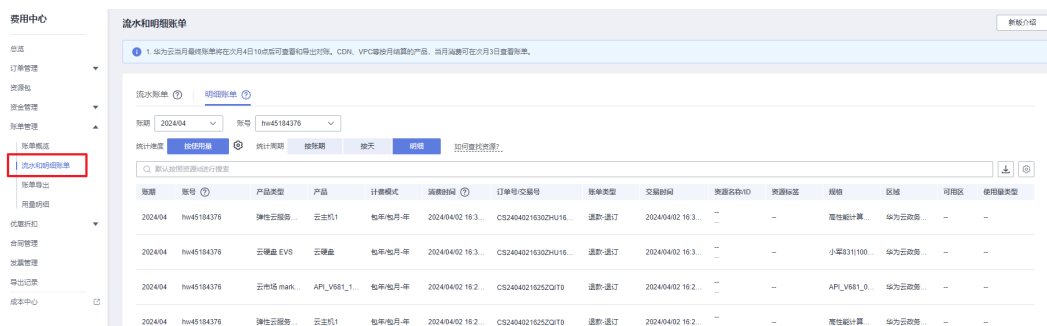 费用中心
总览
订单管理
资源包
资金管理
账单管理
账单概览
流水和明细账单
账单导出
用量明细
优惠折扣
合同管理
发票管理
导出记录
成本中心
流水和明细账单
新版介绍
1. 华为云当月最终账单将在次月4日10点后可查看和导出对账。CDN、VPC等按月结算的产品，当月消费可在次月3日查看账单。
流水账单 明细账单
账期 2024/04 账号 hw45184376
统计维度 按使用量 统计周期 按账期 按天 明细 如何查找资源?
默认按照资源id进行搜索
账期 账号 产品类型 产品 计费模式 消费时间 订单号/交易号 账单类型 交易时间 资源名称/ID 资源标签 规格 区域 可用区 使用量类型
2024/04 hw45184376 弹性云服务... 云主机1 包年/包月-年 2024/04/02 16:3... CS2404021630ZHU16... 退款-退订 2024/04/02 16:3... -- -- -- 高性能计算... 华为云政务... -- --
2024/04 hw45184376 云硬盘 EVS 云硬盘 包年/包月-年 2024/04/02 16:3... CS2404021630ZHU16... 退款-退订 2024/04/02 16:3... -- -- -- 小军831|100... 华为云政务... -- --
2024/04 hw45184376 云市场 mark... API_V681_1... 包年/包月-年 2024/04/02 16:2... CS2404021625ZQIT0 退款-退订 2024/04/02 16:2... -- -- -- API_V681_0... 华为云政务... -- --
2024/04 hw45184376 弹性云服务... 云主机1 包年/包月-年 2024/04/02 16:2... CS2404021625ZQIT0 退款-退订 2024/04/02 16:2... -- -- 高性能计算... 华为云政务... -- --